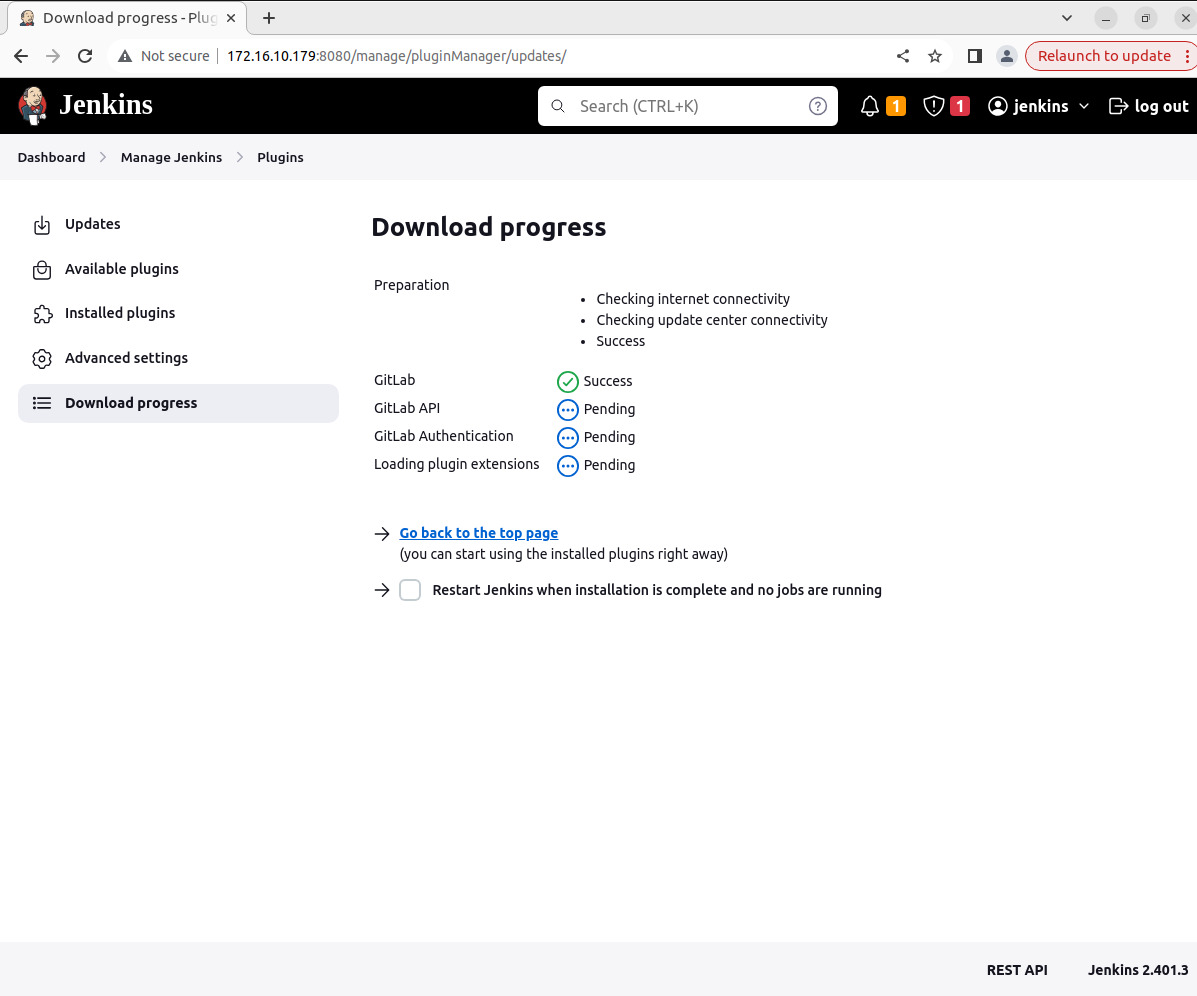 Download progress - Plug
Not secure
172.16.10.179:8080/manage/pluginManager/updates/
Relaunch to update
Jenkins
Search (CTRL+K)
1
1
jenkins
log out
Dashboard
Manage Jenkins
Plugins
Updates
Available plugins
Installed plugins
Advanced settings
Download progress
Download progress
Preparation
Checking internet connectivity
Checking update center connectivity
Success
GitLab Success
GitLab API Pending
GitLab Authentication Pending
Loading plugin extensions Pending
Go back to the top page
(you can start using the installed plugins right away)
Restart Jenkins when installation is complete and no jobs are running
REST API
Jenkins 2.401.3